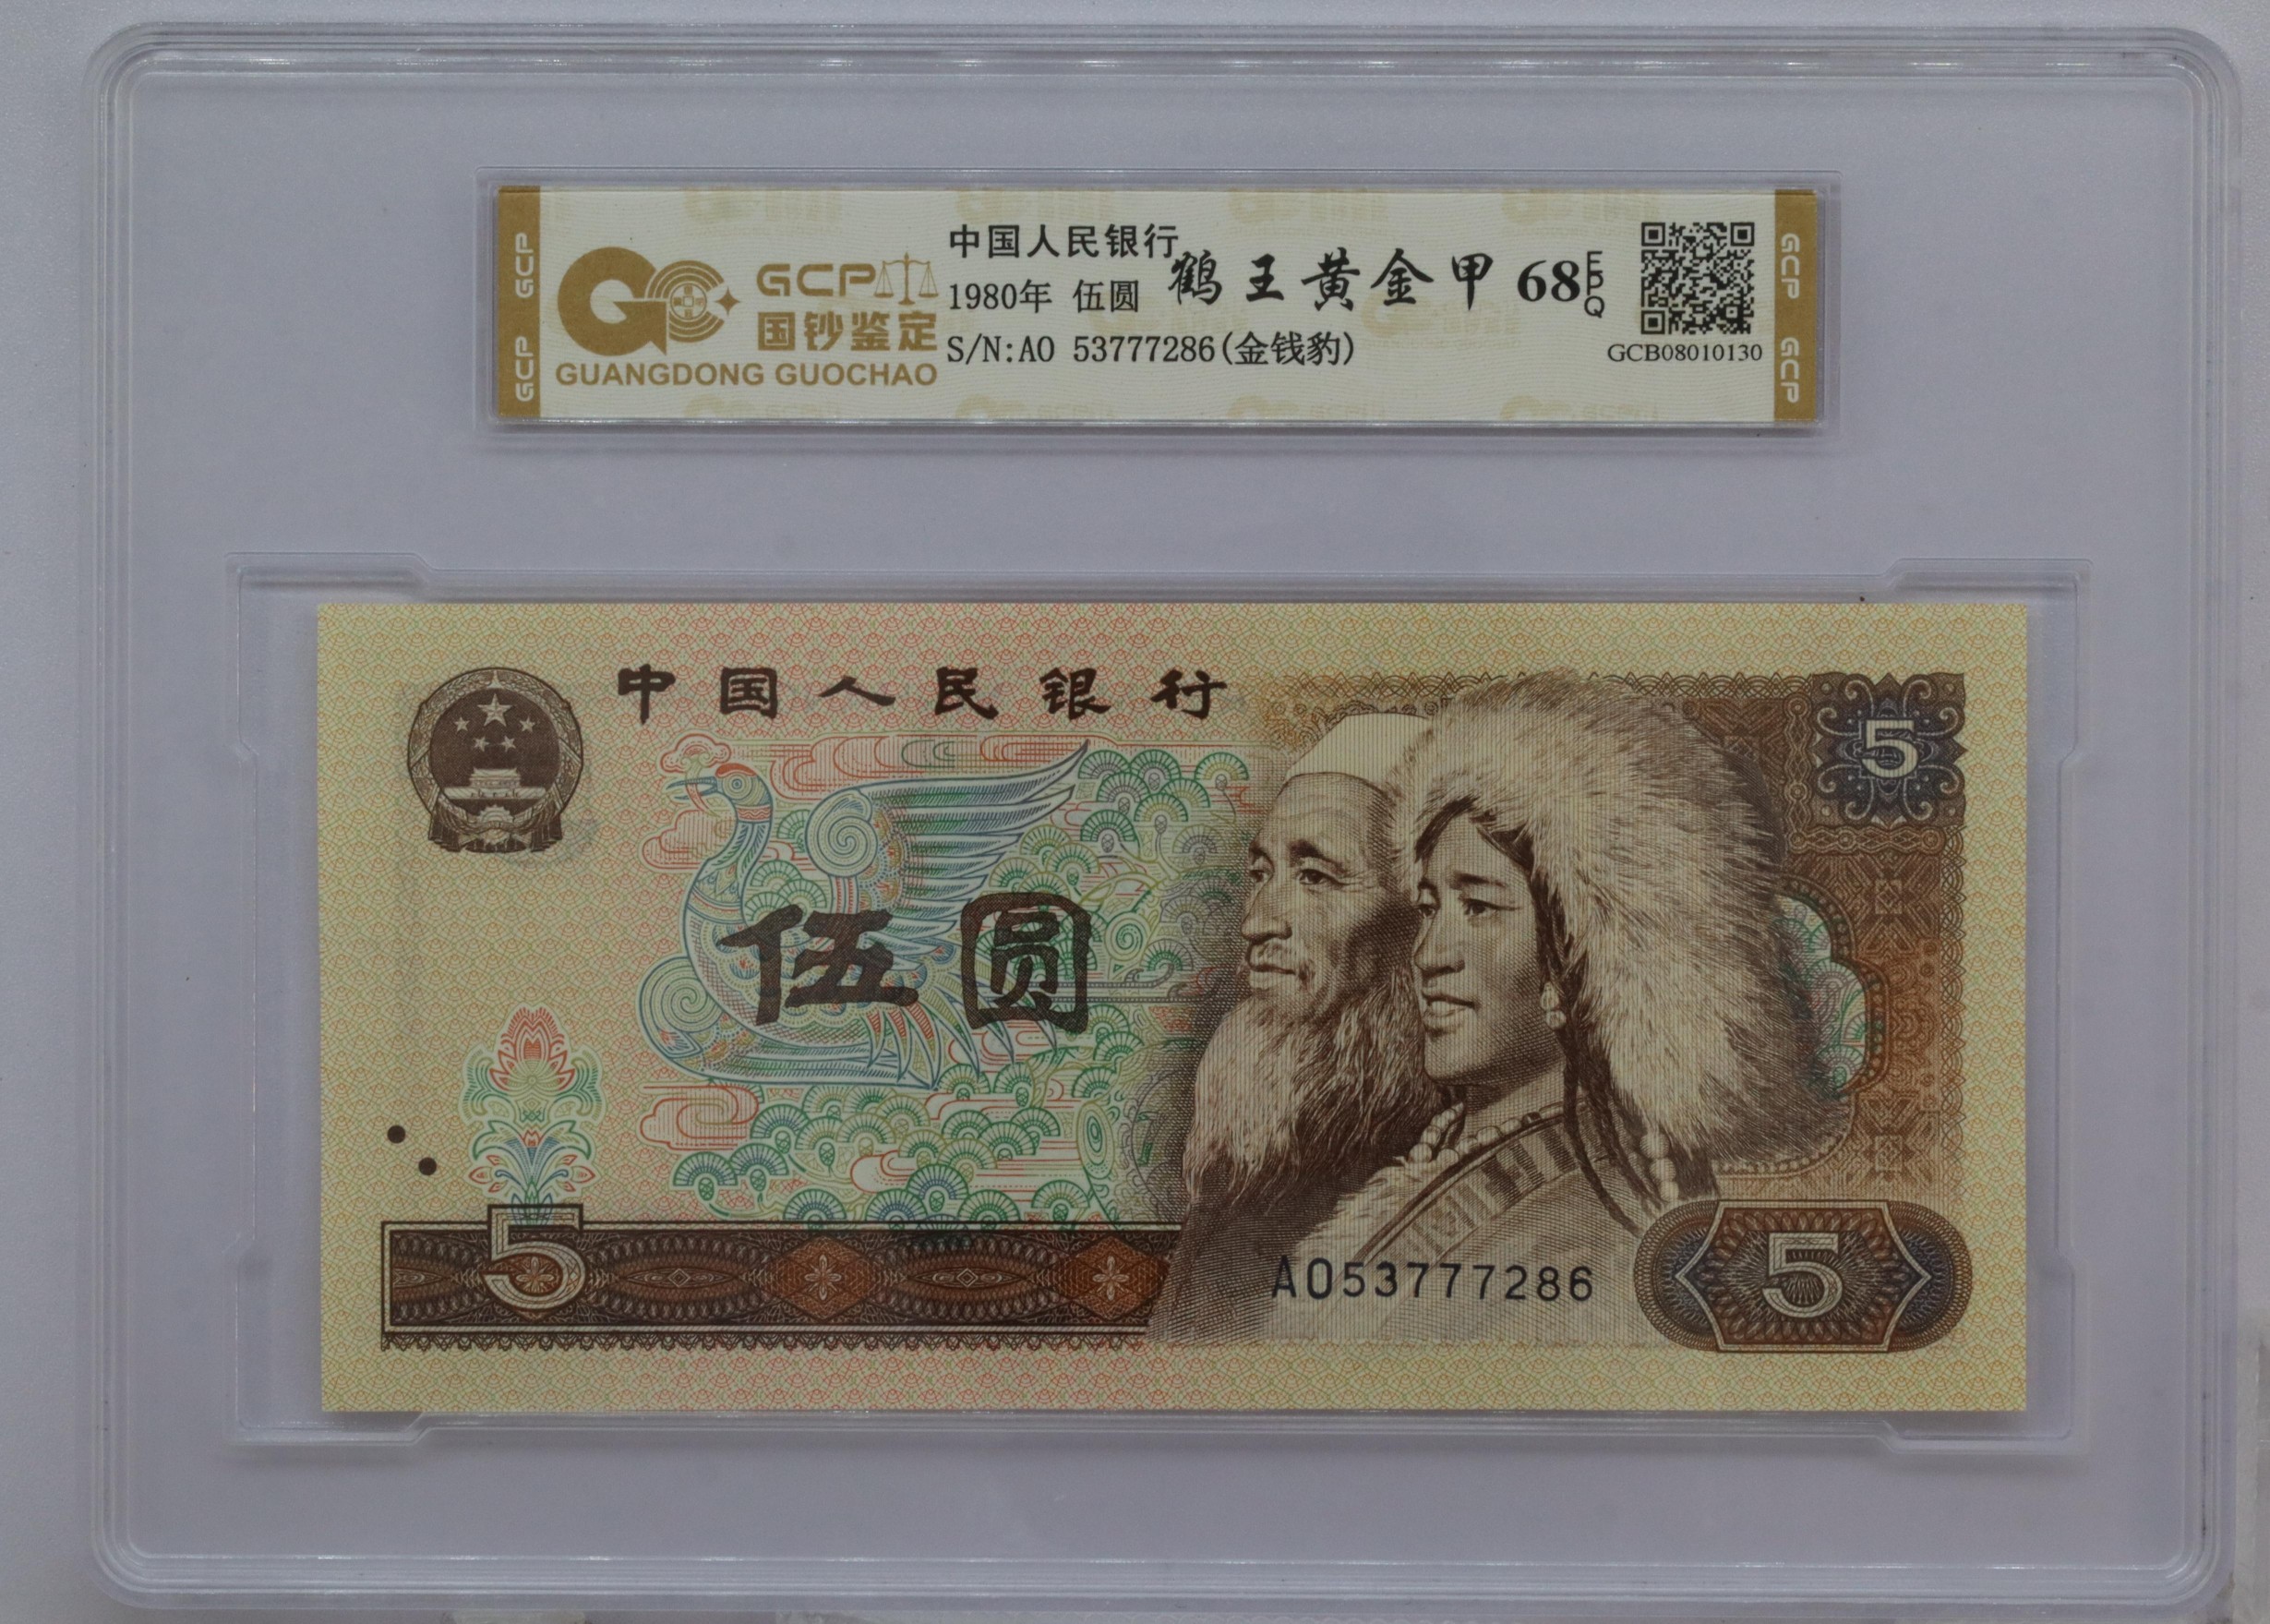 GCP GCP
GCP
国钞鉴定
GUANGDONG GUOCHAO
中国人民银行
1980年 伍圆
S/N:AO 53777286(金钱豹)
鹤王黄金甲 68 EPQ
GCB08010130
GCP GCP
中国人民银行
5
伍圆
5
AO53777286
5